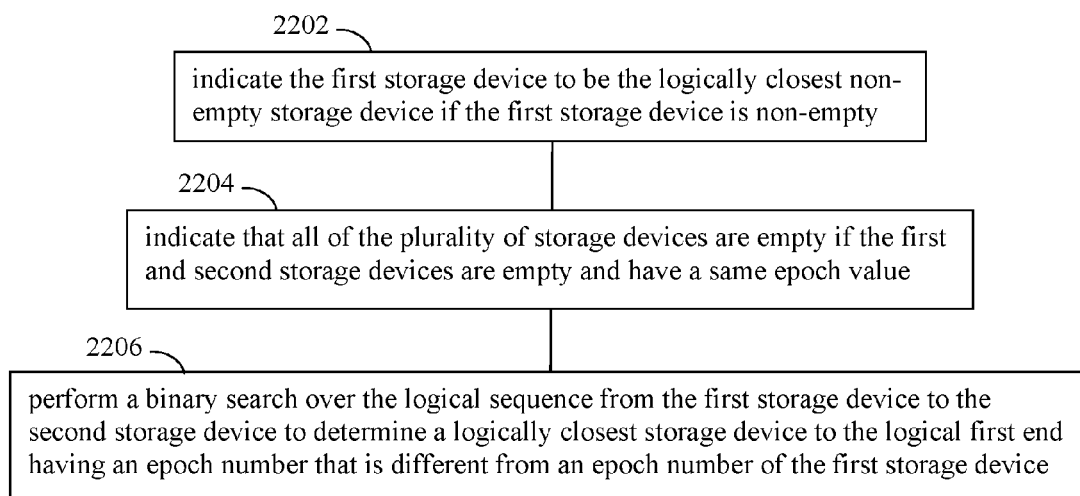 2202
indicate the first storage device to be the logically closest non-
empty storage device if the first storage device is non-empty
2204
indicate that all of the plurality of storage devices are empty if the first
and second storage devices are empty and have a same epoch value
2206
perform a binary search over the logical sequence from the first storage device to the
second storage device to determine a logically closest storage device to the logical first end
having an epoch number that is different from an epoch number of the first storage device